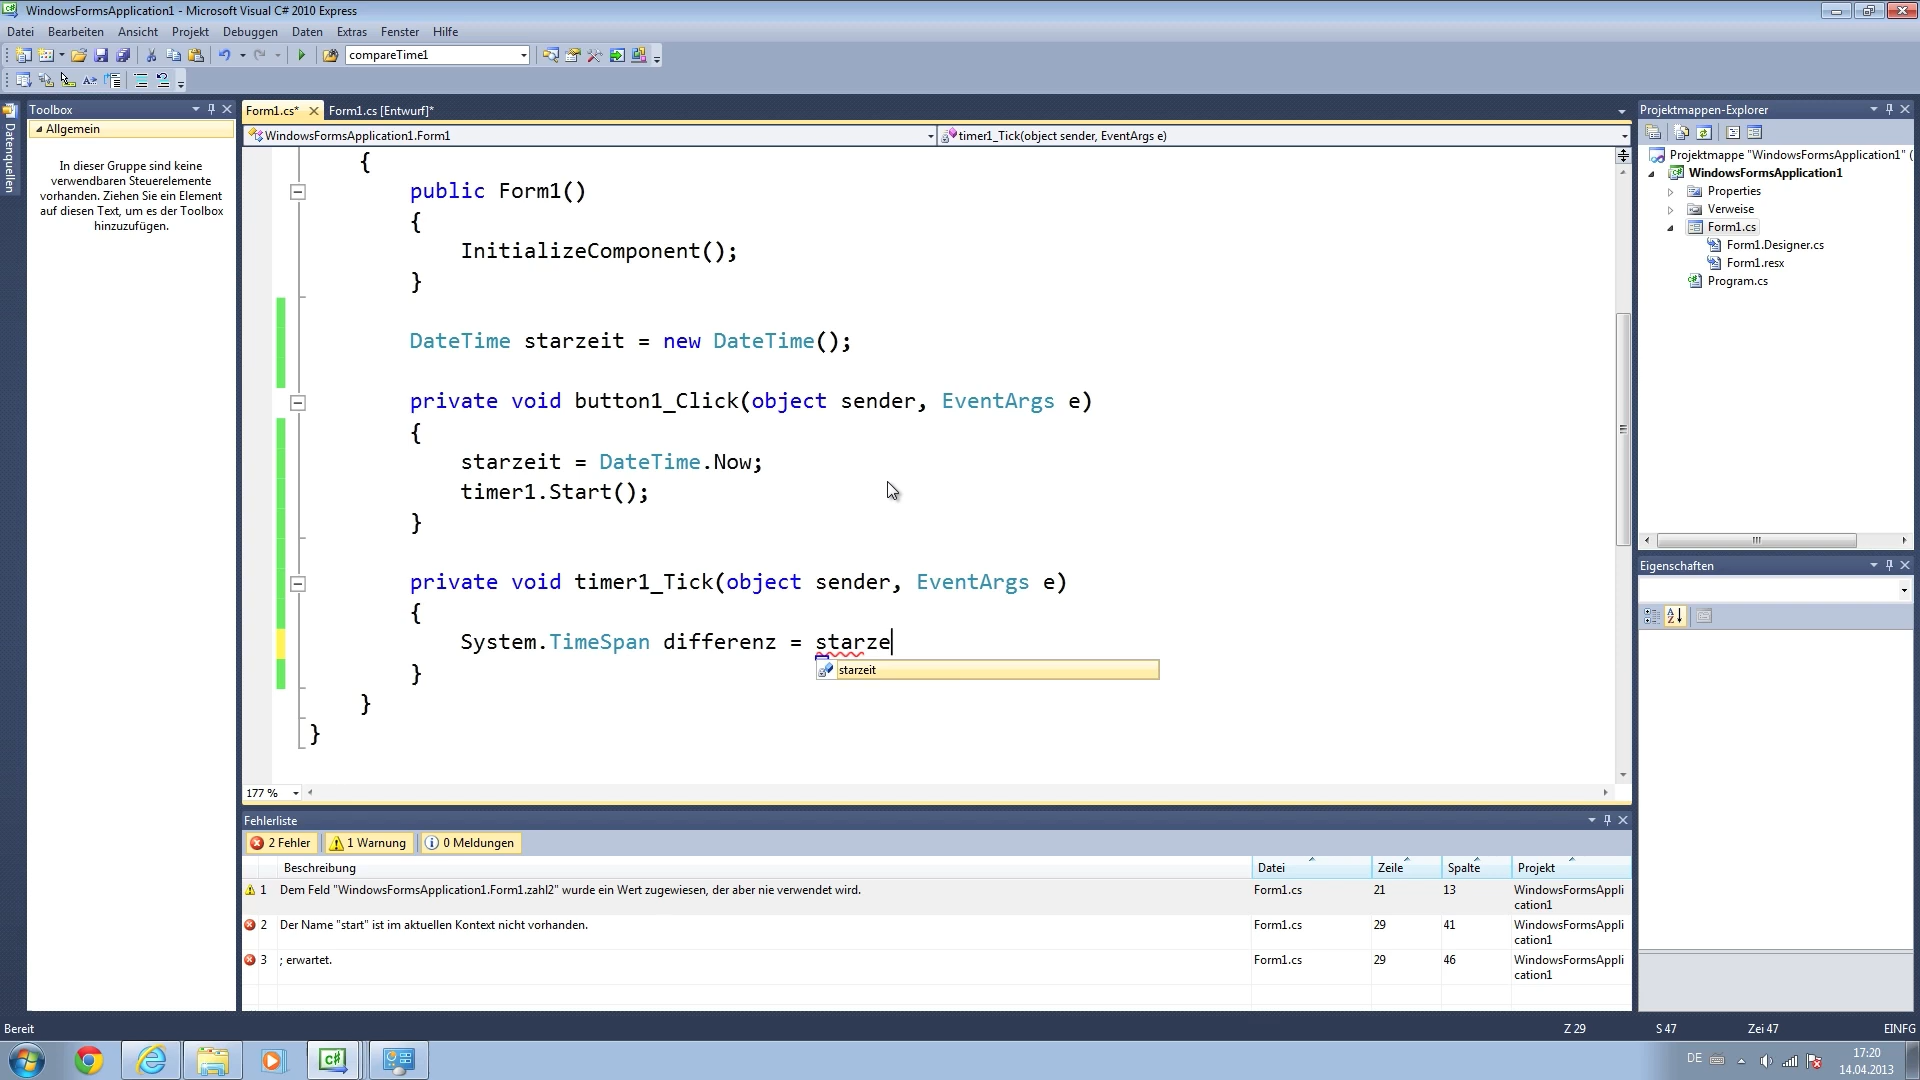 WindowsFormsApplication1 - Microsoft Visual C# 2010 Express
Datei Bearbeiten Ansicht Projekt Debuggen Daten Extras Fenster Hilfe
compareTime1
Toolbox
Allgemein
In dieser Gruppe sind keine
verwendbaren Steuerelemente
vorhanden. Ziehen Sie ein Element
auf diesen Text, um es der Toolbox
hinzuzufügen.
Datenquellen
Form1.cs* Form1.cs [Entwurf]*
WindowsFormsApplication1.Form1 timer1_Tick(object sender, EventArgs e)
{
public Form1()
{
InitializeComponent();
}
DateTime starzeit = new DateTime();
private void button1_Click(object sender, EventArgs e)
{
starzeit = DateTime.Now;
timer1.Start();
}
private void timer1_Tick(object sender, EventArgs e)
{
System.TimeSpan differenz = starze
starzeit
}
}
}
177 %
Projektmappen-Explorer
Projektmappe "WindowsFormsApplication1" (
WindowsFormsApplication1
Properties
Verweise
Form1.cs
Form1.Designer.cs
Form1.resx
Program.cs
Eigenschaften
Fehlerliste
2 Fehler 1 Warnung 0 Meldungen
Beschreibung Datei Zeile Spalte Projekt
1 Dem Feld "WindowsFormsApplication1.Form1.zahl2" wurde ein Wert zugewiesen, der aber nie verwendet wird. Form1.cs 21 13 WindowsFormsAppli
cation1
2 Der Name "start" ist im aktuellen Kontext nicht vorhanden. Form1.cs 29 41 WindowsFormsAppli
cation1
3 ; erwartet. Form1.cs 29 46 WindowsFormsAppli
cation1
Bereit Z 29 S 47 Zei 47 EINFG
DE 17:20
14.04.2013